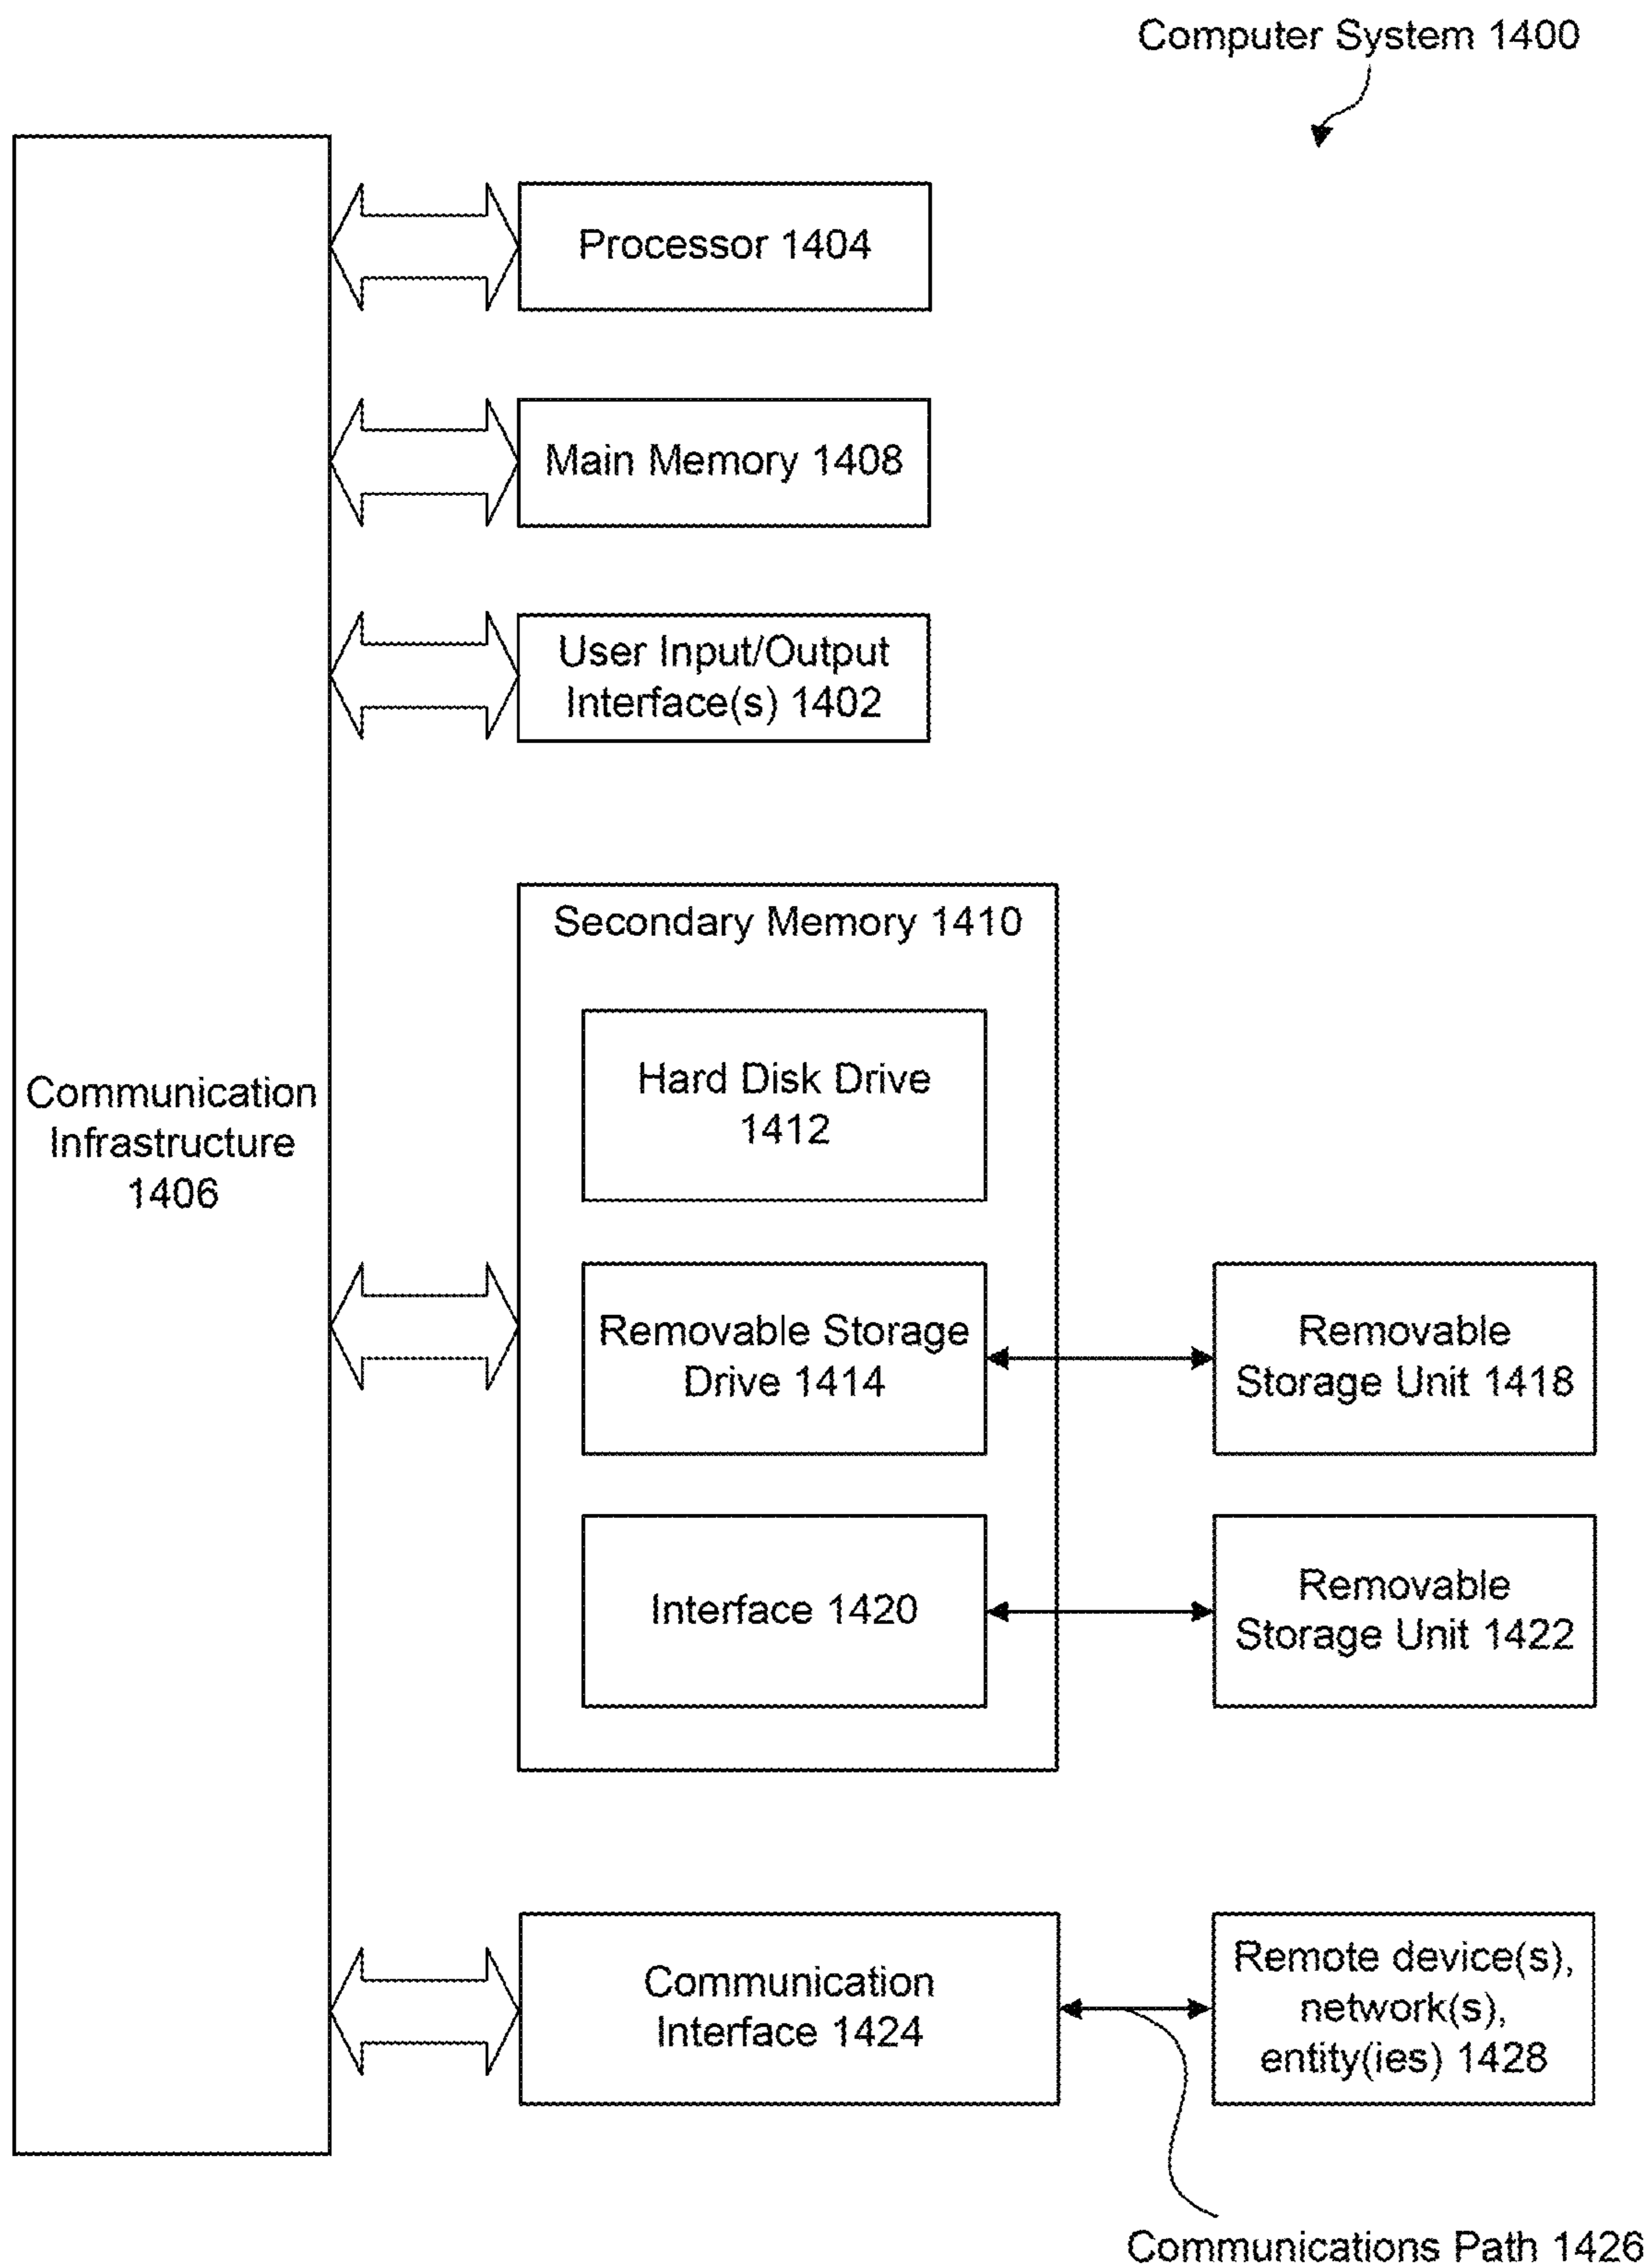 Computer System 1400
Processor 1404
Main Memory 1408
User Input/Output
Interface(s) 1402
Secondary Memory 1410
Hard Disk Drive
1412
Communication
Infrastructure
1406
Removable Storage
Drive 1414
Removable
Storage Unit 1418
Interface 1420
Removable
Storage Unit 1422
Communication
Interface 1424
Remote device(s),
network(s),
entity(ies) 1428
Communications Path 1426